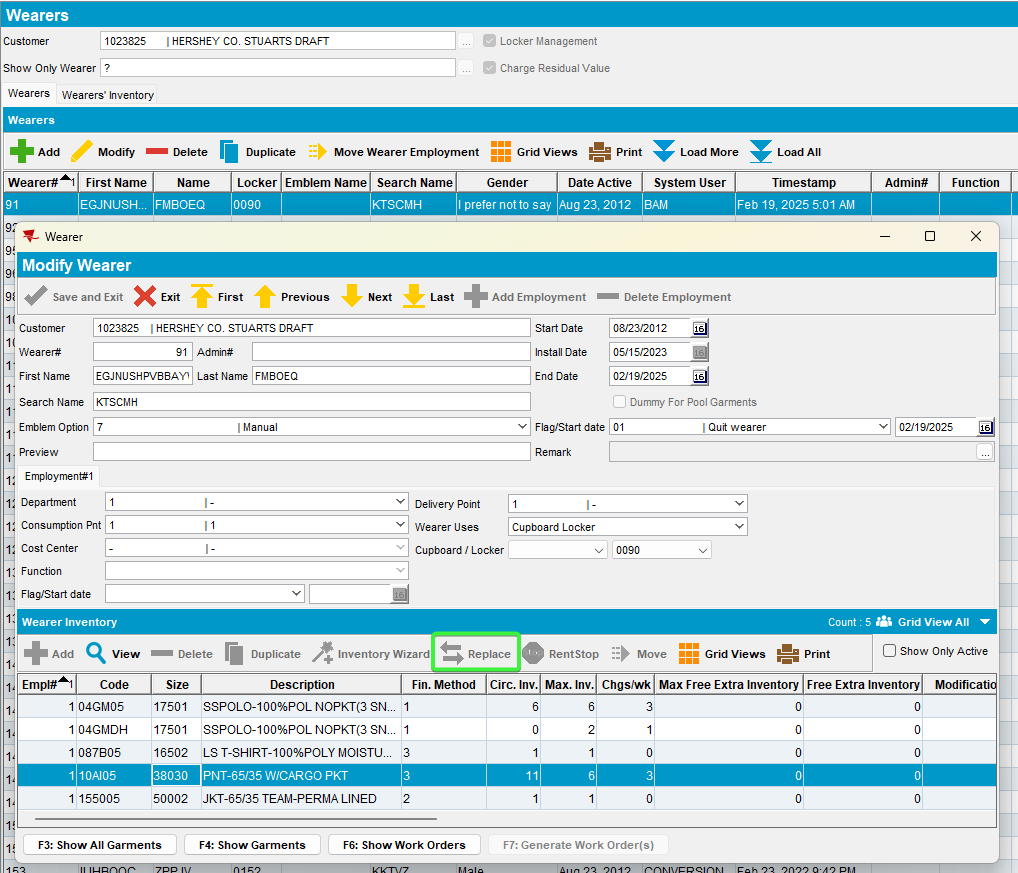 Wearers
Customer 1023825 | HERSHEY CO. STUARTS DRAFT ... Locker Management
Show Only Wearer ? ... Charge Residual Value
Wearers Wearers' Inventory
Wearers
Add Modify Delete Duplicate Move Wearer Employment Grid Views Print Load More Load All
Wearer# 1 First Name Name Locker Emblem Name Search Name Gender Date Active System User Timestamp Admin# Function
91 EGJNUSH... FMBOEQ 0090 KTSCMH I prefer not to say Aug 23, 2012 BAM Feb 19, 2025 5:01 AM
Wearer
Modify Wearer
Save and Exit Exit First Previous Next Last Add Employment Delete Employment
Customer 1023825 | HERSHEY CO. STUARTS DRAFT Start Date 08/23/2012 16
Wearer# 91 Admin# Install Date 05/15/2023 16
First Name EGJNUSHPVBBAY Last Name FMBOEQ End Date 02/19/2025 16
Search Name KTSCMH Dummy For Pool Garments
Emblem Option 7 | Manual Flag/Start date 01 | Quit wearer 02/19/2025 16
Preview Remark ...
Employment#1
Department 1 | - Delivery Point 1 | -
Consumption Pnt 1 | 1 Wearer Uses Cupboard Locker
Cost Center - | - Cupboard / Locker 0090
Function
Flag/Start date 16
Wearer Inventory Count : 5 Grid View All
Add View Delete Duplicate Inventory Wizard Replace RentStop Move Grid Views Print Show Only Active
Empl# 1 Code Size Description Fin. Method Circ. Inv. Max. Inv. Chgs/wk Max Free Extra Inventory Free Extra Inventory Modificatio
1 04GM05 17501 SSPOLO-100%POL NOPKT(3 SN... 1 6 6 3 0 0
1 04GMDH 17501 SSPOLO-100%POL NOPKT(3 SN... 1 0 2 1 0 0
1 087B05 16502 LS T-SHIRT-100%POLY MOISTU... 3 1 1 0 0 0
1 10AI05 38030 PNT-65/35 W/CARGO PKT 3 11 6 3 0 0
1 155005 50002 JKT-65/35 TEAM-PERMA LINED 2 1 1 0 0 0
F3: Show All Garments F4: Show Garments F6: Show Work Orders F7: Generate Work Order(s)